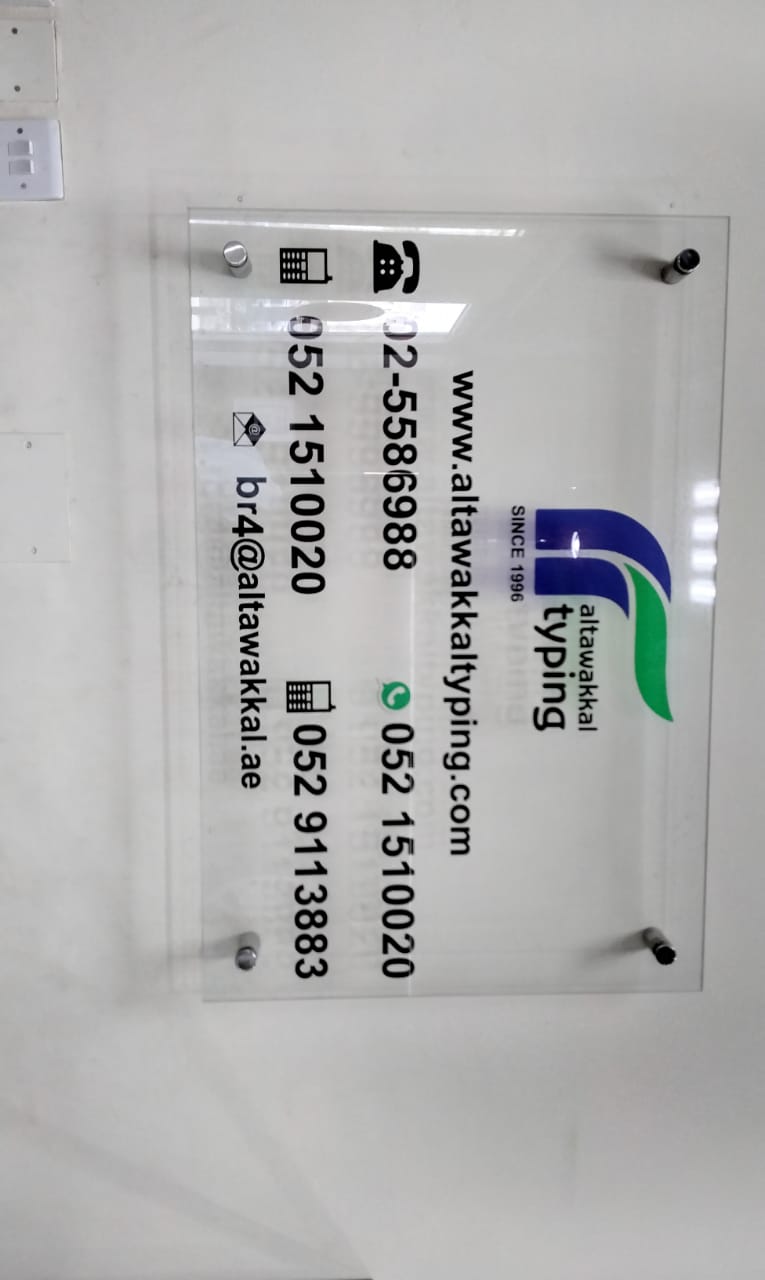 altawakkal
typing
SINCE 1996
www.altawakkaltyping.com
02-5586988 052 1510020
052 1510020 052 9113883
br4@altawakkal.ae